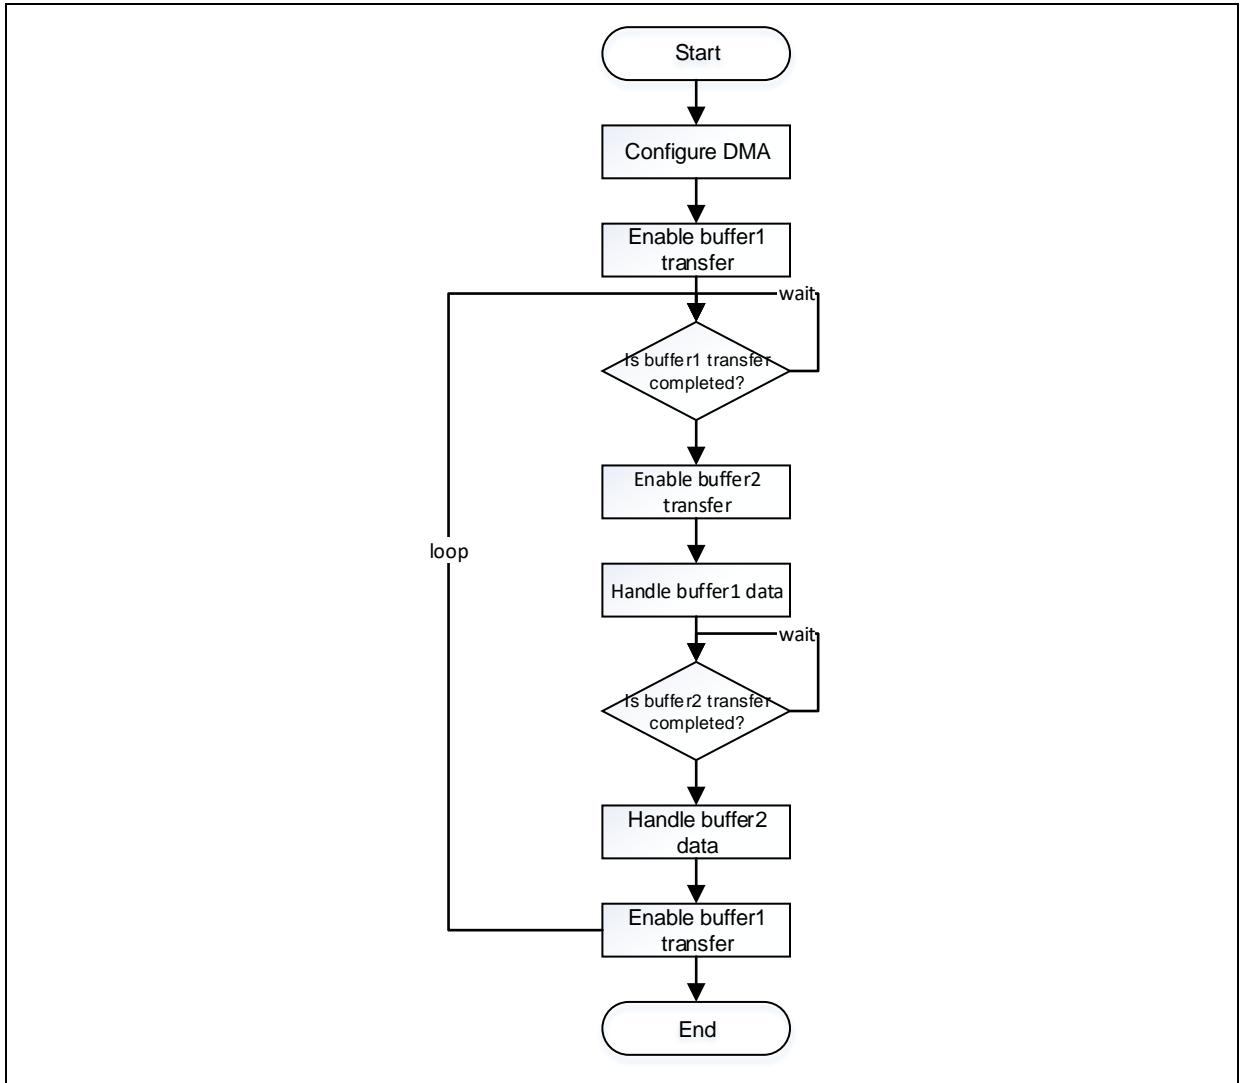 Start
Configure DMA
Enable buffer1
transfer
wait
Is buffer1 transfer
completed?
Enable buffer2
transfer
loop
Handle buffer1 data
wait
Is buffer2 transfer
completed?
Handle buffer2
data
Enable buffer1
transfer
End